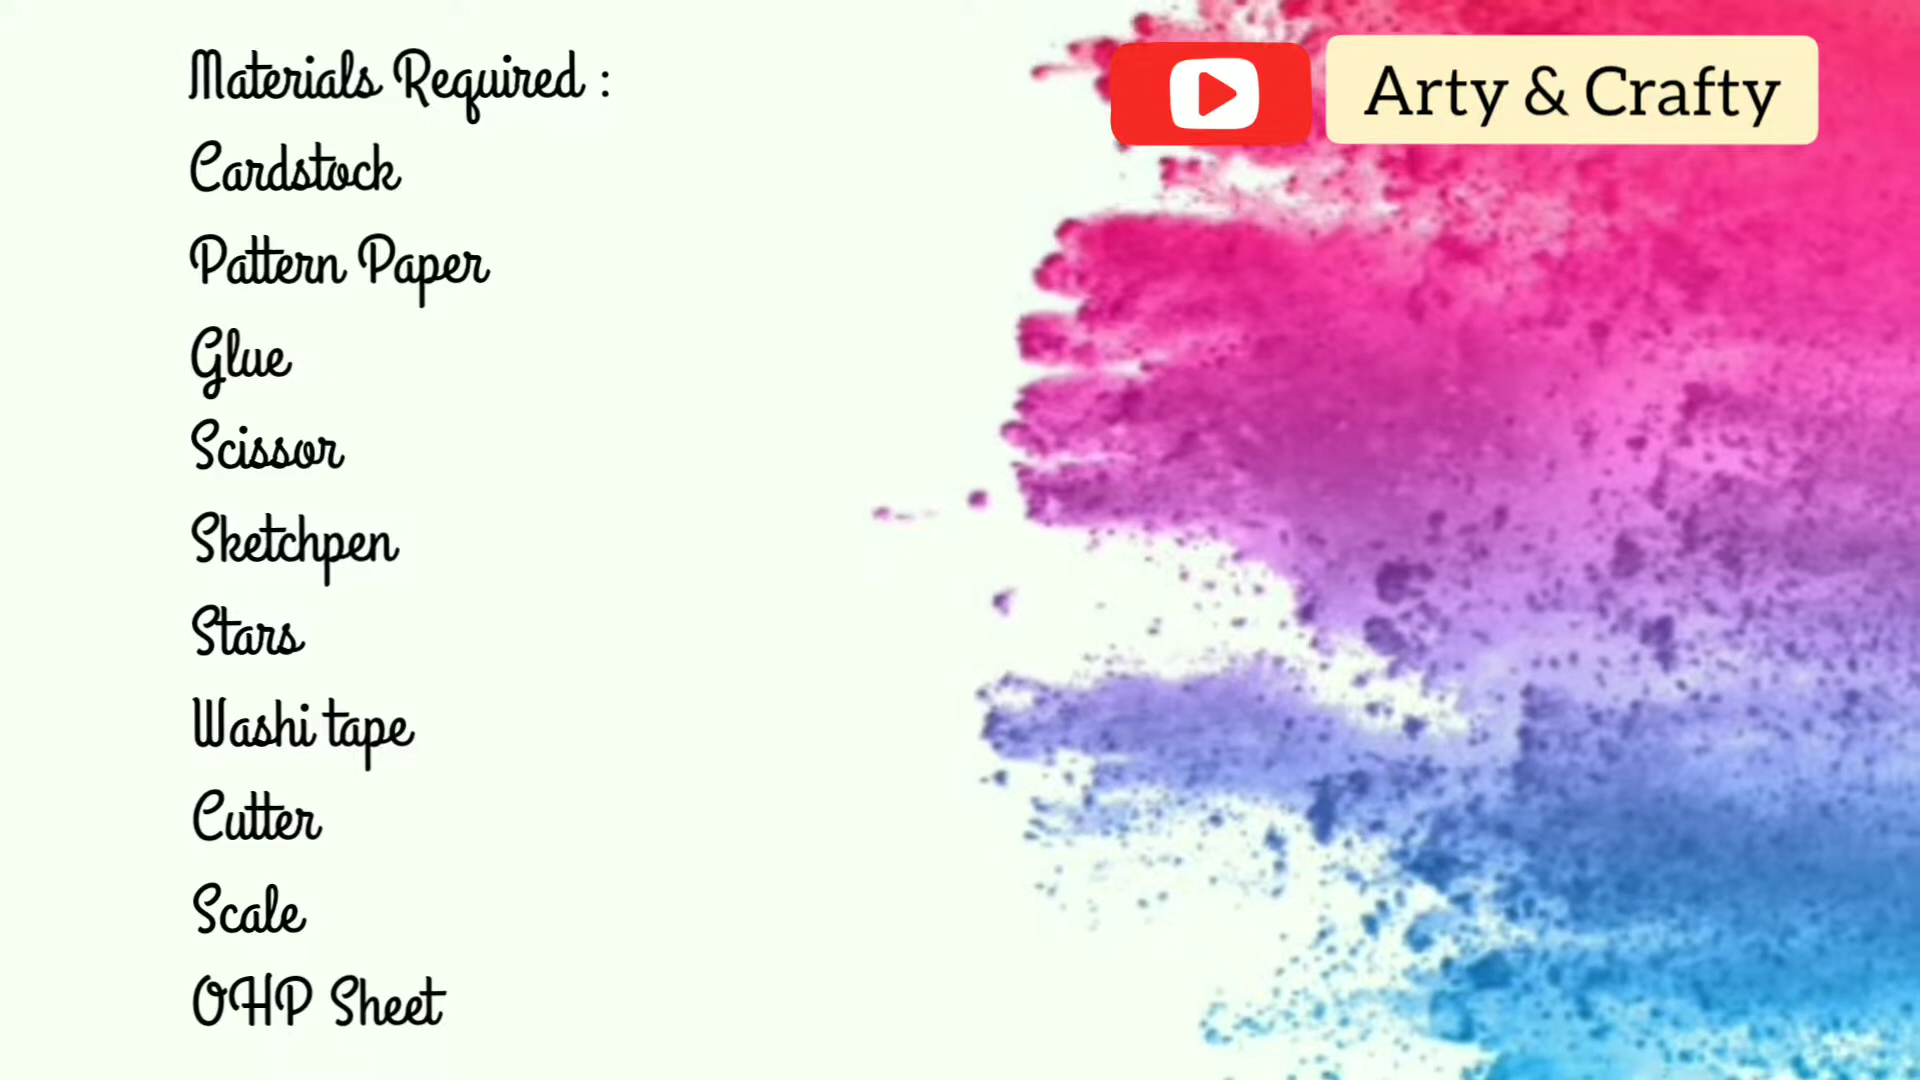 Materials Required :
Cardstock
Pattern Paper
Glue
Scissor
Sketchpen
Stars
Washi tape
Cutter
Scale
OHP Sheet
Arty & Crafty